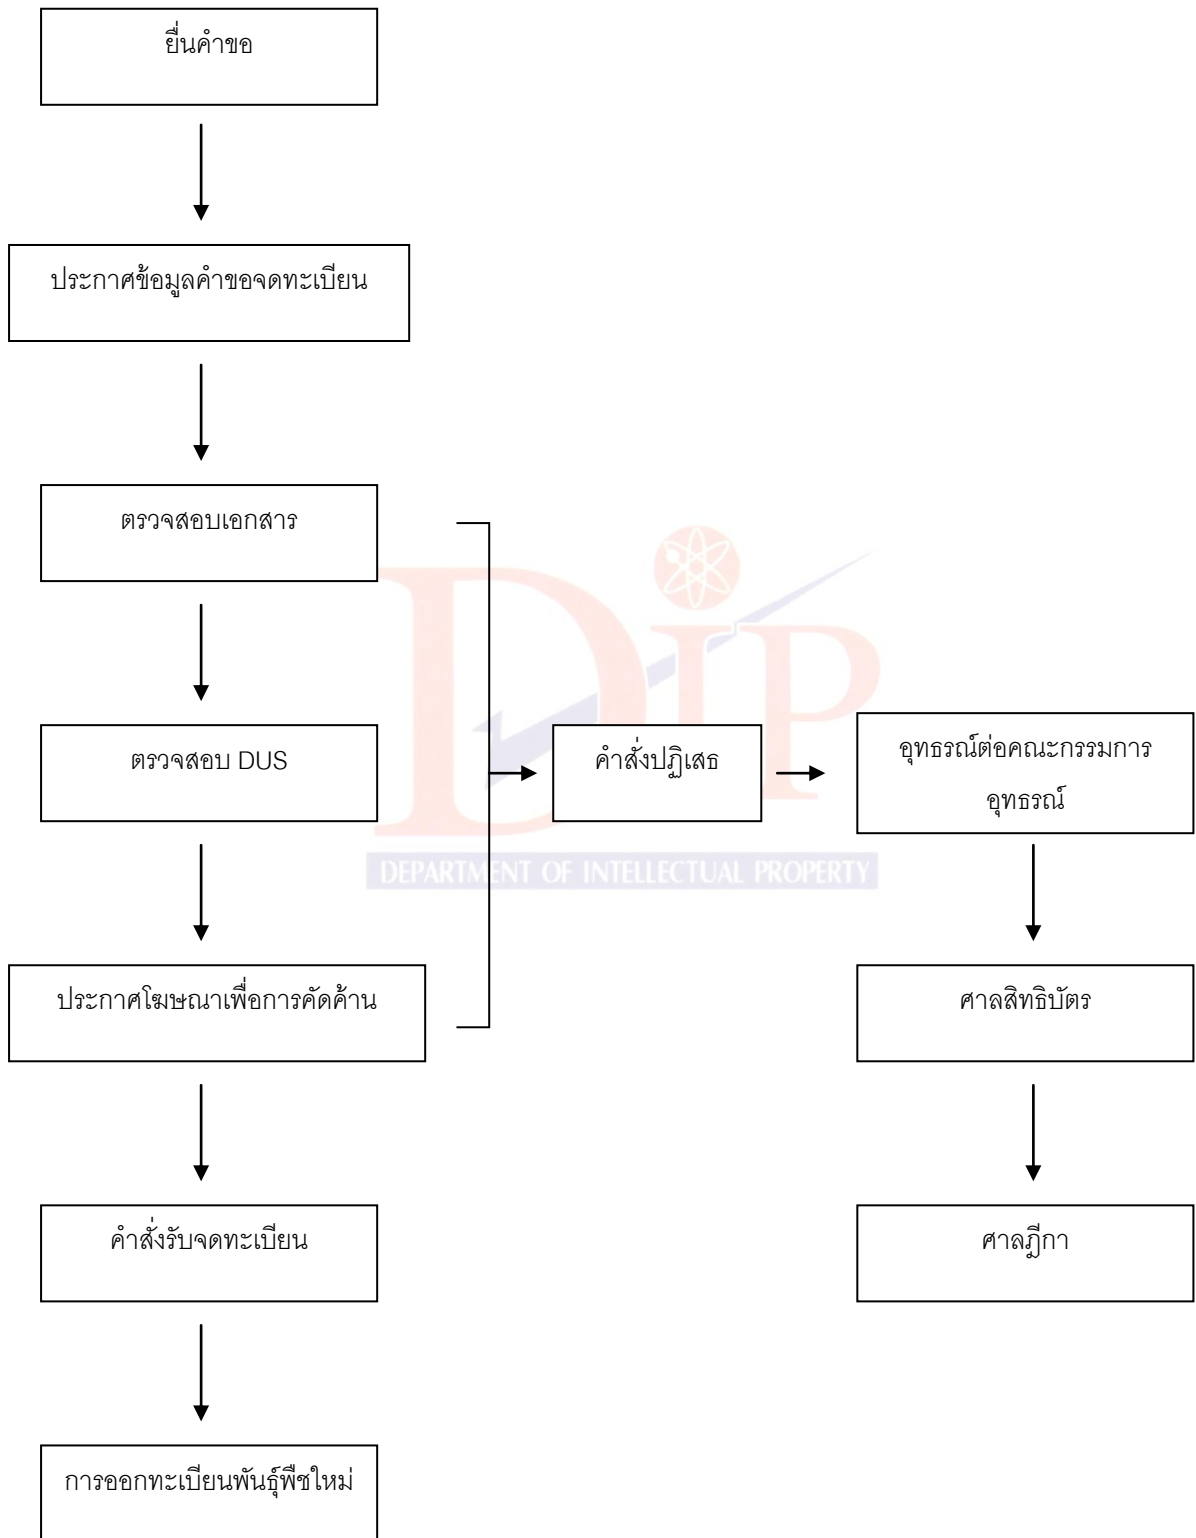 ยื่นคำขอ
ประกาศข้อมูลคำขอจดทะเบียน
ตรวจสอบเอกสาร
ตรวจสอบ DUS
ประกาศโฆษณาเพื่อการคัดค้าน
คำสั่งรับจดทะเบียน
การออกทะเบียนพันธุ์พืชใหม่
คำสั่งปฏิเสธ
อุทธรณ์ต่อคณะกรรมการ
อุทธรณ์
ศาลสิทธิบัตร
ศาลฎีกา
DIP
DEPARTMENT OF INTELLECTUAL PROPERTY